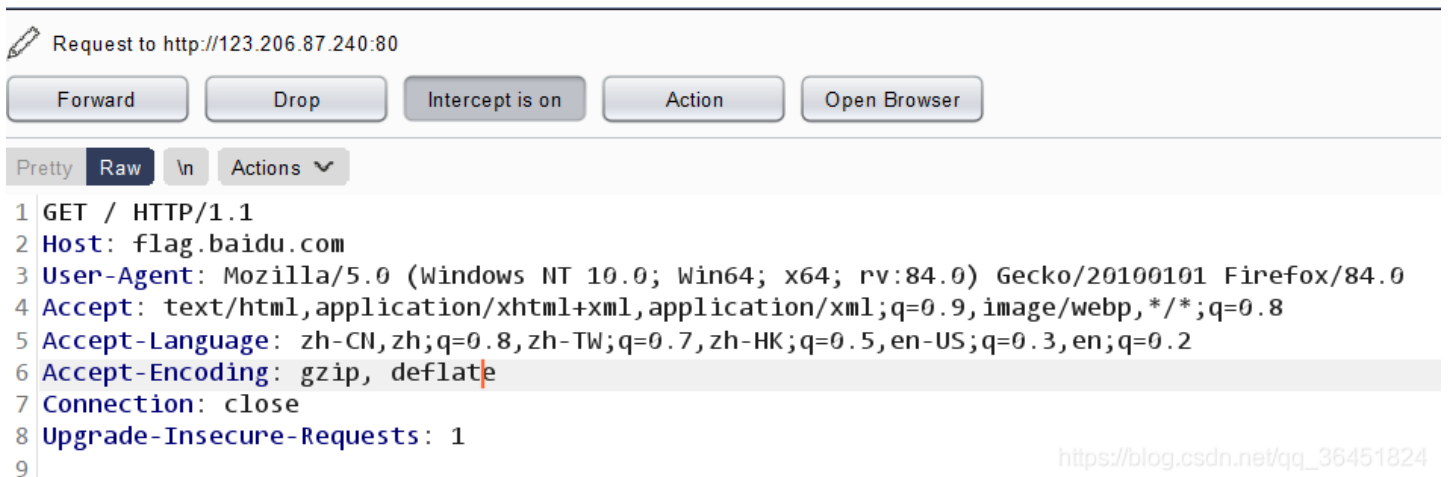 Request to http://123.206.87.240:80
Forward Drop Intercept is on Action Open Browser
Pretty Raw \n Actions
1 GET / HTTP/1.1
2 Host: flag.baidu.com
3 User-Agent: Mozilla/5.0 (Windows NT 10.0; Win64; x64; rv:84.0) Gecko/20100101 Firefox/84.0
4 Accept: text/html,application/xhtml+xml,application/xml;q=0.9,image/webp,*/*;q=0.8
5 Accept-Language: zh-CN,zh;q=0.8,zh-TW;q=0.7,zh-HK;q=0.5,en-US;q=0.3,en;q=0.2
6 Accept-Encoding: gzip, deflate
7 Connection: close
8 Upgrade-Insecure-Requests: 1
9
https://blog.csdn.net/qq_36451824